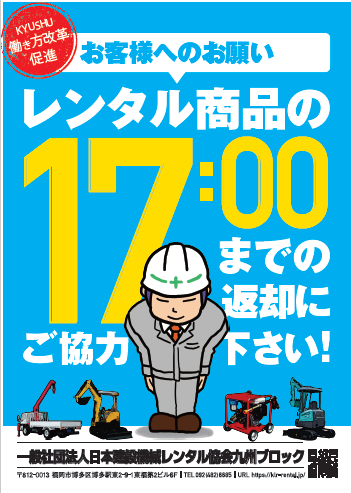 KYUSHU
働き方改革
促進
お客様へのお願い
レンタル商品の
17:00
までの
返却に
ご協力 下さい!
一般社団法人日本建設機械レンタル協会九州ブロック
〒812-0013 福岡市博多区博多駅東2-9-1東福第2ビル6F | TEL 092(482)6685 | URL https://klr-rental.jp/